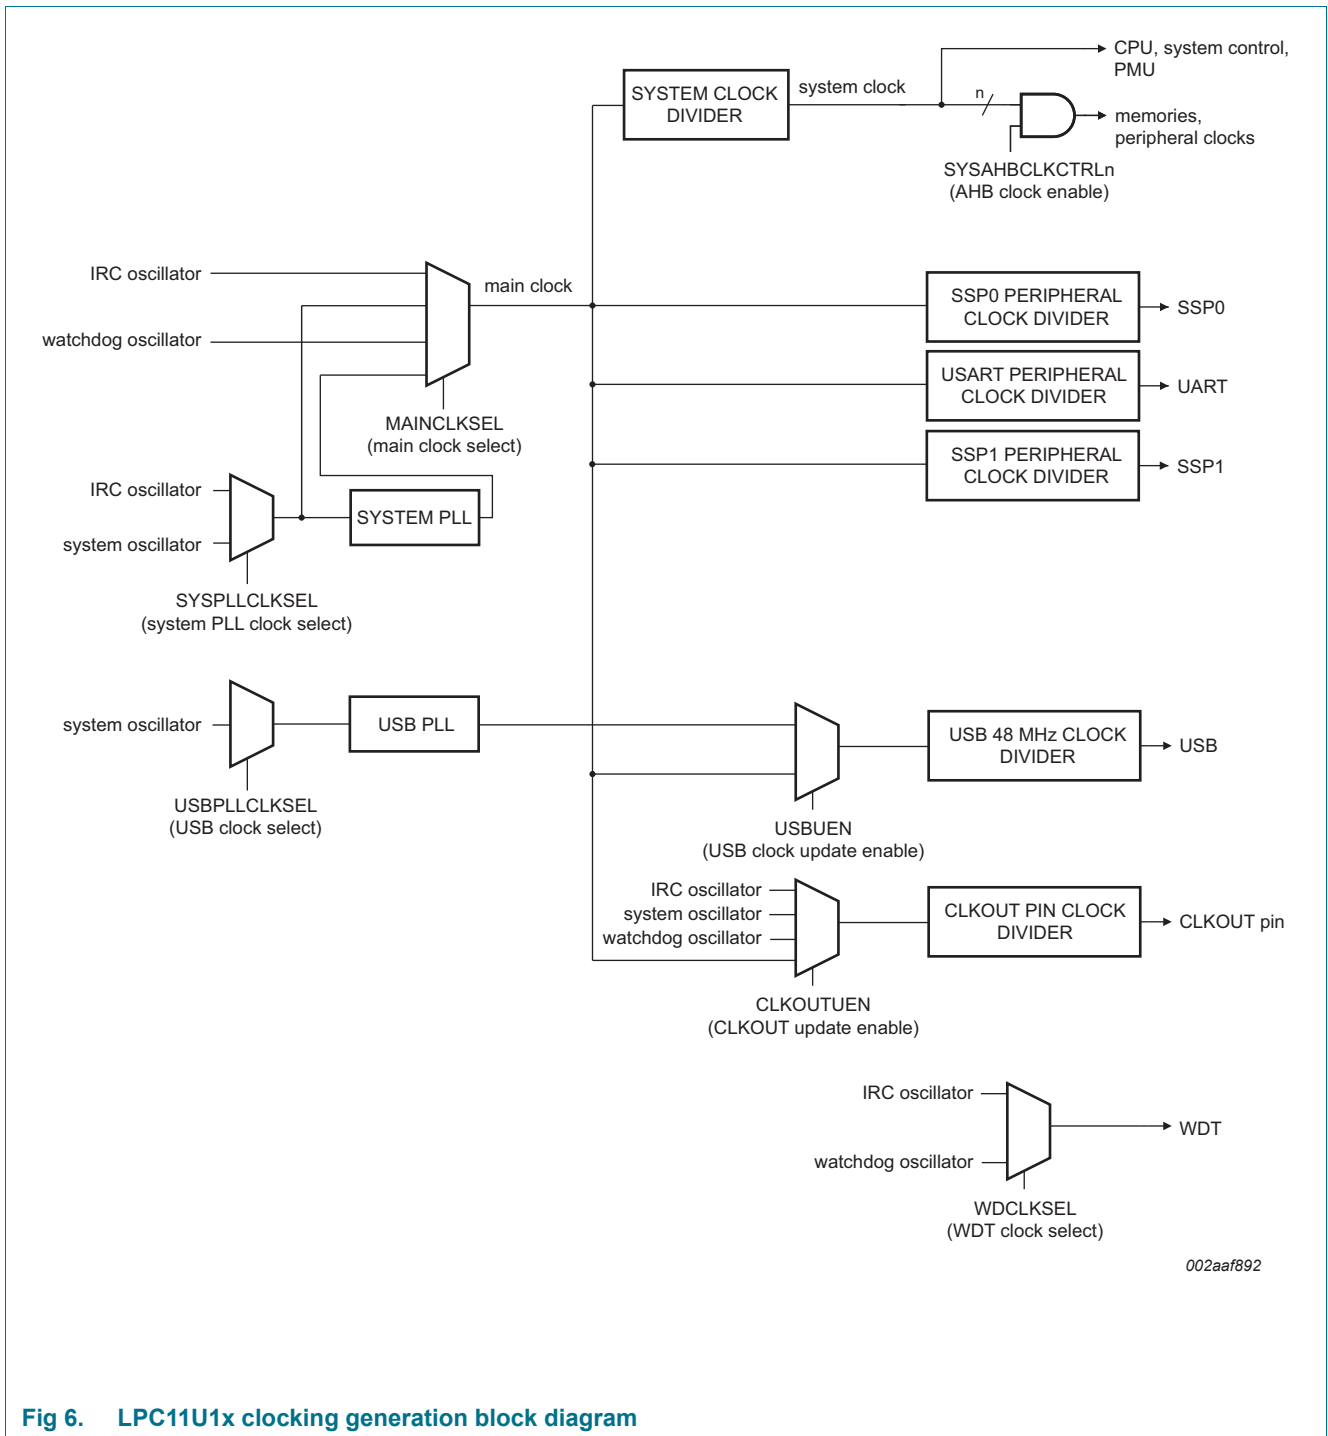 CPU, system control,
PMU
SYSTEM CLOCK
DIVIDER
system clock
n
memories,
peripheral clocks
SYSAHBCLKCTRLn
(AHB clock enable)
IRC oscillator
main clock
watchdog oscillator
MAINCLKSEL
(main clock select)
SSP0 PERIPHERAL
CLOCK DIVIDER
SSP0
USART PERIPHERAL
CLOCK DIVIDER
UART
SSP1 PERIPHERAL
CLOCK DIVIDER
SSP1
IRC oscillator
system oscillator
SYSTEM PLL
SYSPLLCLKSEL
(system PLL clock select)
system oscillator
USB PLL
USBPLLCLKSEL
(USB clock select)
USB 48 MHz CLOCK
DIVIDER
USB
USBUEN
(USB clock update enable)
IRC oscillator
system oscillator
watchdog oscillator
CLKOUT PIN CLOCK
DIVIDER
CLKOUT pin
CLKOUTUEN
(CLKOUT update enable)
IRC oscillator
watchdog oscillator
WDT
WDCLKSEL
(WDT clock select)
002aaf892
Fig 6. LPC11U1x clocking generation block diagram